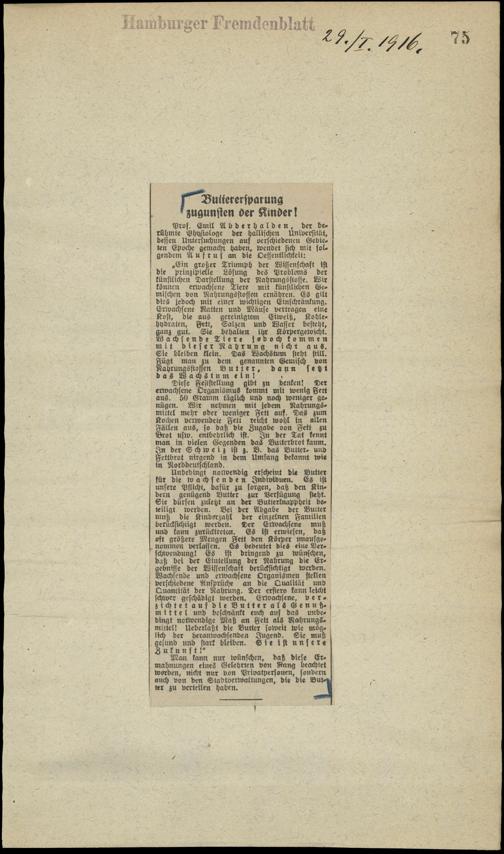 Hamburger Fremdenblatt
29./I. 1916.
75
Buttersparung
zugunsten der Kinder!
Prof. Emil Abderhalden, der be-
rühmte Physiologe der hallischen Universität,
dessen Untersuchungen auf verschiedenen Gebie-
ten Epoche gemacht haben, wendet sich mit fol-
gendem Aufruf an die Oeffentlichkeit:
„Ein großer Triumph der Wissenschaft ist
die prinzipielle Lösung des Problems der
künstlichen Darstellung der Nahrungsstoffe. Wir
können erwachsene Tiere mit künstlichen Ge-
mischen von Nahrungsstoffen ernähren. Es gilt
dies jedoch mit einer wichtigen Einschränkung.
Erwachsene Ratten und Mäuse vertragen eine
Kost, die aus gereinigtem Eiweiß, Kohle-
hydraten, Fett, Salzen und Wasser besteht,
ganz gut. Sie behalten ihr Körpergewicht.
Wachsende Tiere jedoch kommen
mit dieser Nahrung nicht aus.
Sie bleiben klein. Das Wachstum steht still.
Fügt man zu dem genannten Gemisch von
Nahrungsstoffen Butter, dann setzt
das Wachstum ein!
Diese Feststellung gibt zu denken! Der
erwachsene Organismus kommt mit wenig Fett
aus. 50 Gramm täglich und noch weniger ge-
nügen. Wir nehmen mit jedem Nahrungs-
mittel mehr oder weniger Fett auf. Das zum
Kochen verwendete Fett reicht wohl in allen
Fällen aus, so daß die Zugabe von Fett zu
Brot usw. entbehrlich ist. In der Tat kennt
man in vielen Gegenden das Butterbrot kaum.
In der Schweiz ist z. B. das Butter- und
Fettbrot nirgend in dem Umfang bekannt wie
in Norddeutschland.
Unbedingt notwendig erscheint die Butter
für die wachsenden Individuen. Es ist
unsere Pflicht, dafür zu sorgen, daß den Kin-
dern genügend Butter zur Verfügung steht.
Sie dürfen zuletzt an der Butterknappheit be-
teiligt werden. Bei der Abgabe der Butter
muß die Kinderzahl der einzelnen Familien
berücksichtigt werden. Der Erwachsene muß
und kann zurücktreten. Es ist erwiesen, daß
oft größere Mengen Fett den Körper unausge-
nommen verlassen. Es bedeutet dies eine Ver-
schwendung! Es ist dringend zu wünschen,
daß bei der Einteilung der Nahrung die Er-
gebnisse der Wissenschaft berücksichtigt werden.
Wachsende und erwachsene Organismen stellen
verschiedene Ansprüche an die Qualität und
Quantität der Nahrung. Der erstere kann leicht
schwer geschädigt werden. Erwachsene, ver-
zichtet auf die Butter als Genuß-
mittel und beschränkt euch auf das unbe-
dingt notwendige Maß an Fett als Nahrungs-
mittel! Ueberlaßt die Butter soweit wie mög-
lich der heranwachsenden Jugend. Sie muß
gesund und stark bleiben. Sie ist unsere
Zukunft!"
Man kann nur wünschen, daß diese Er-
mahnungen eines Gelehrten von Rang beachtet
werden, nicht nur von Privatpersonen, sondern
auch von den Stadtverwaltungen, die die But-
ter zu verteilen haben.